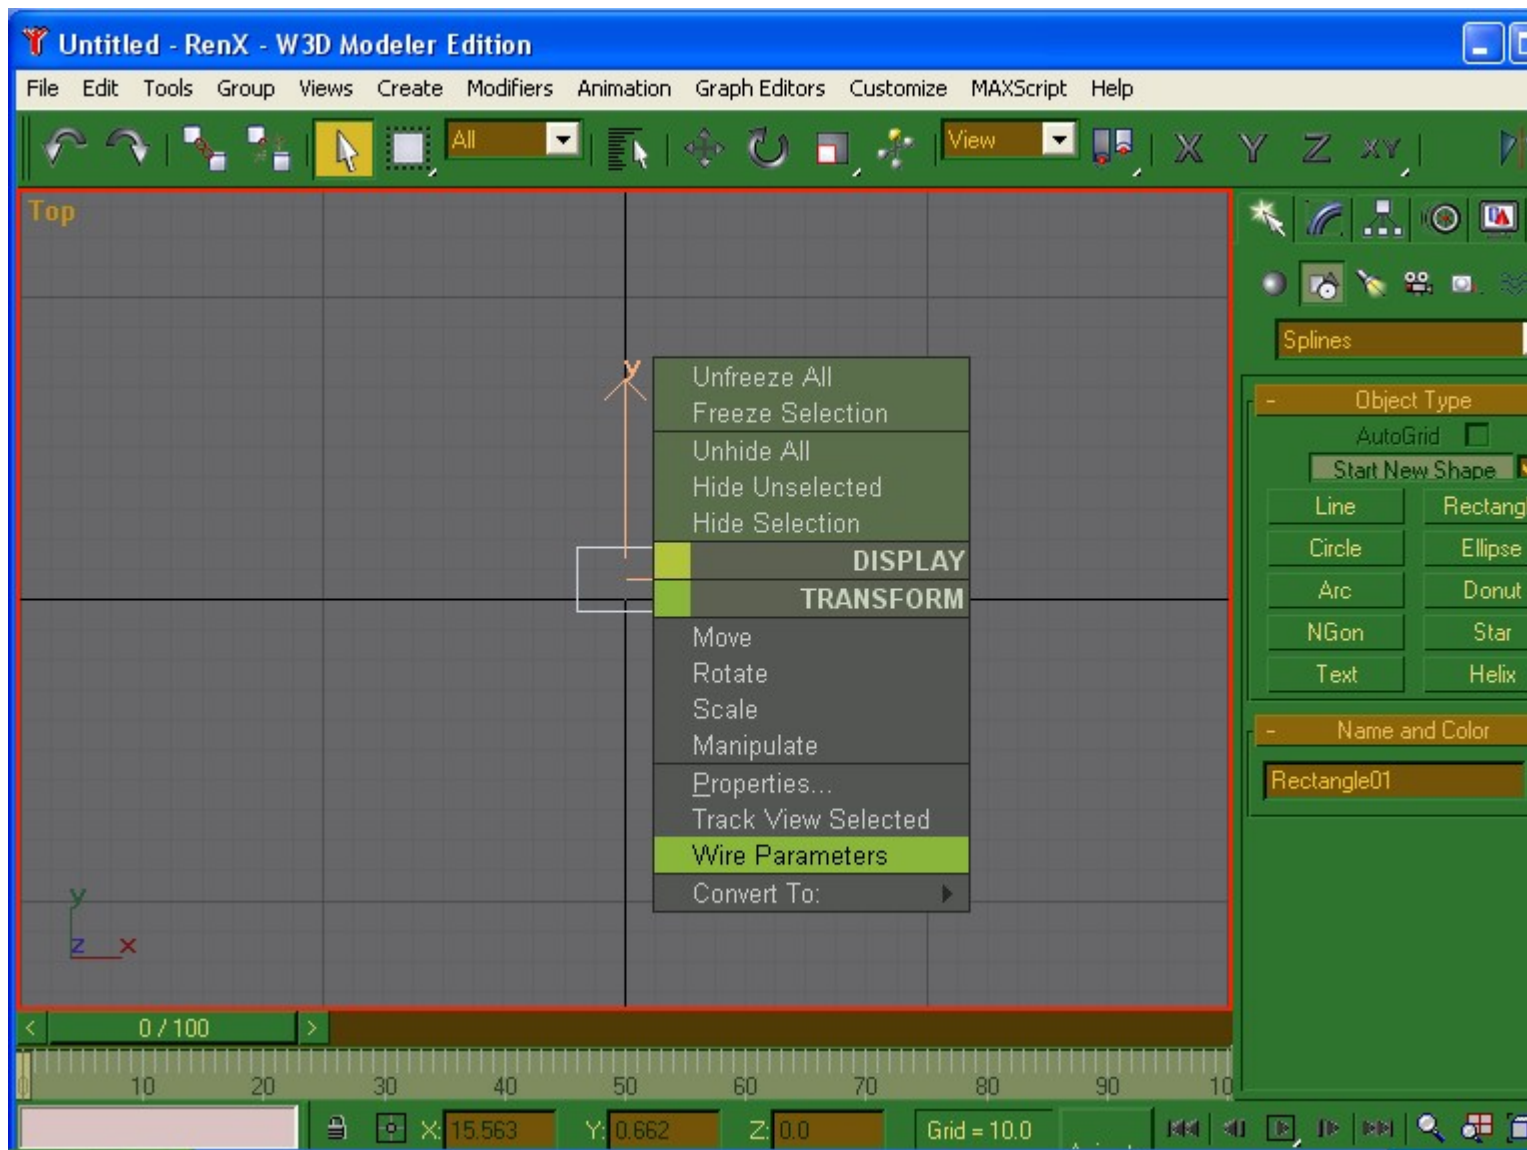 Untitled - RenX - W3D Modeler Edition
File Edit Tools Group Views Create Modifiers Animation Graph Editors Customize MAXScript Help
All View X Y Z XY
Top
Splines
y
Unfreeze All
Freeze Selection
Unhide All
Hide Unselected
Hide Selection
DISPLAY
TRANSFORM
Move
Rotate
Scale
Manipulate
Properties...
Track View Selected
Wire Parameters
Convert To:
- Object Type
AutoGrid
Start New Shape
Line Rectang
Circle Ellipse
Arc Donut
NGon Star
Text Helix
- Name and Color
Rectangle01
y
z x
< 0 / 100 >
0 10 20 30 40 50 60 70 80 90 10
X: 15.563 Y: 0.662 Z: 0.0 Grid = 10.0